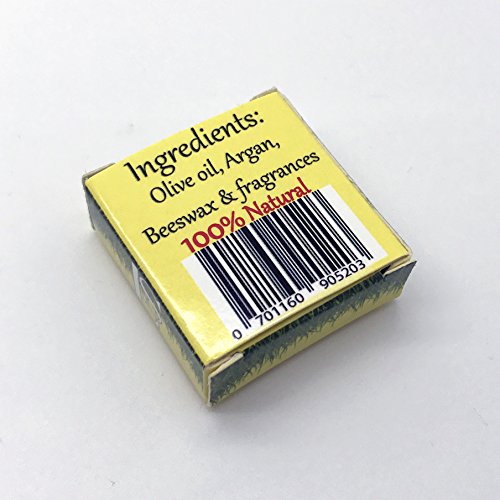 Ingredients:
Olive oil, Argan,
Beeswax & fragrances
100% Natural
0 701160 905203